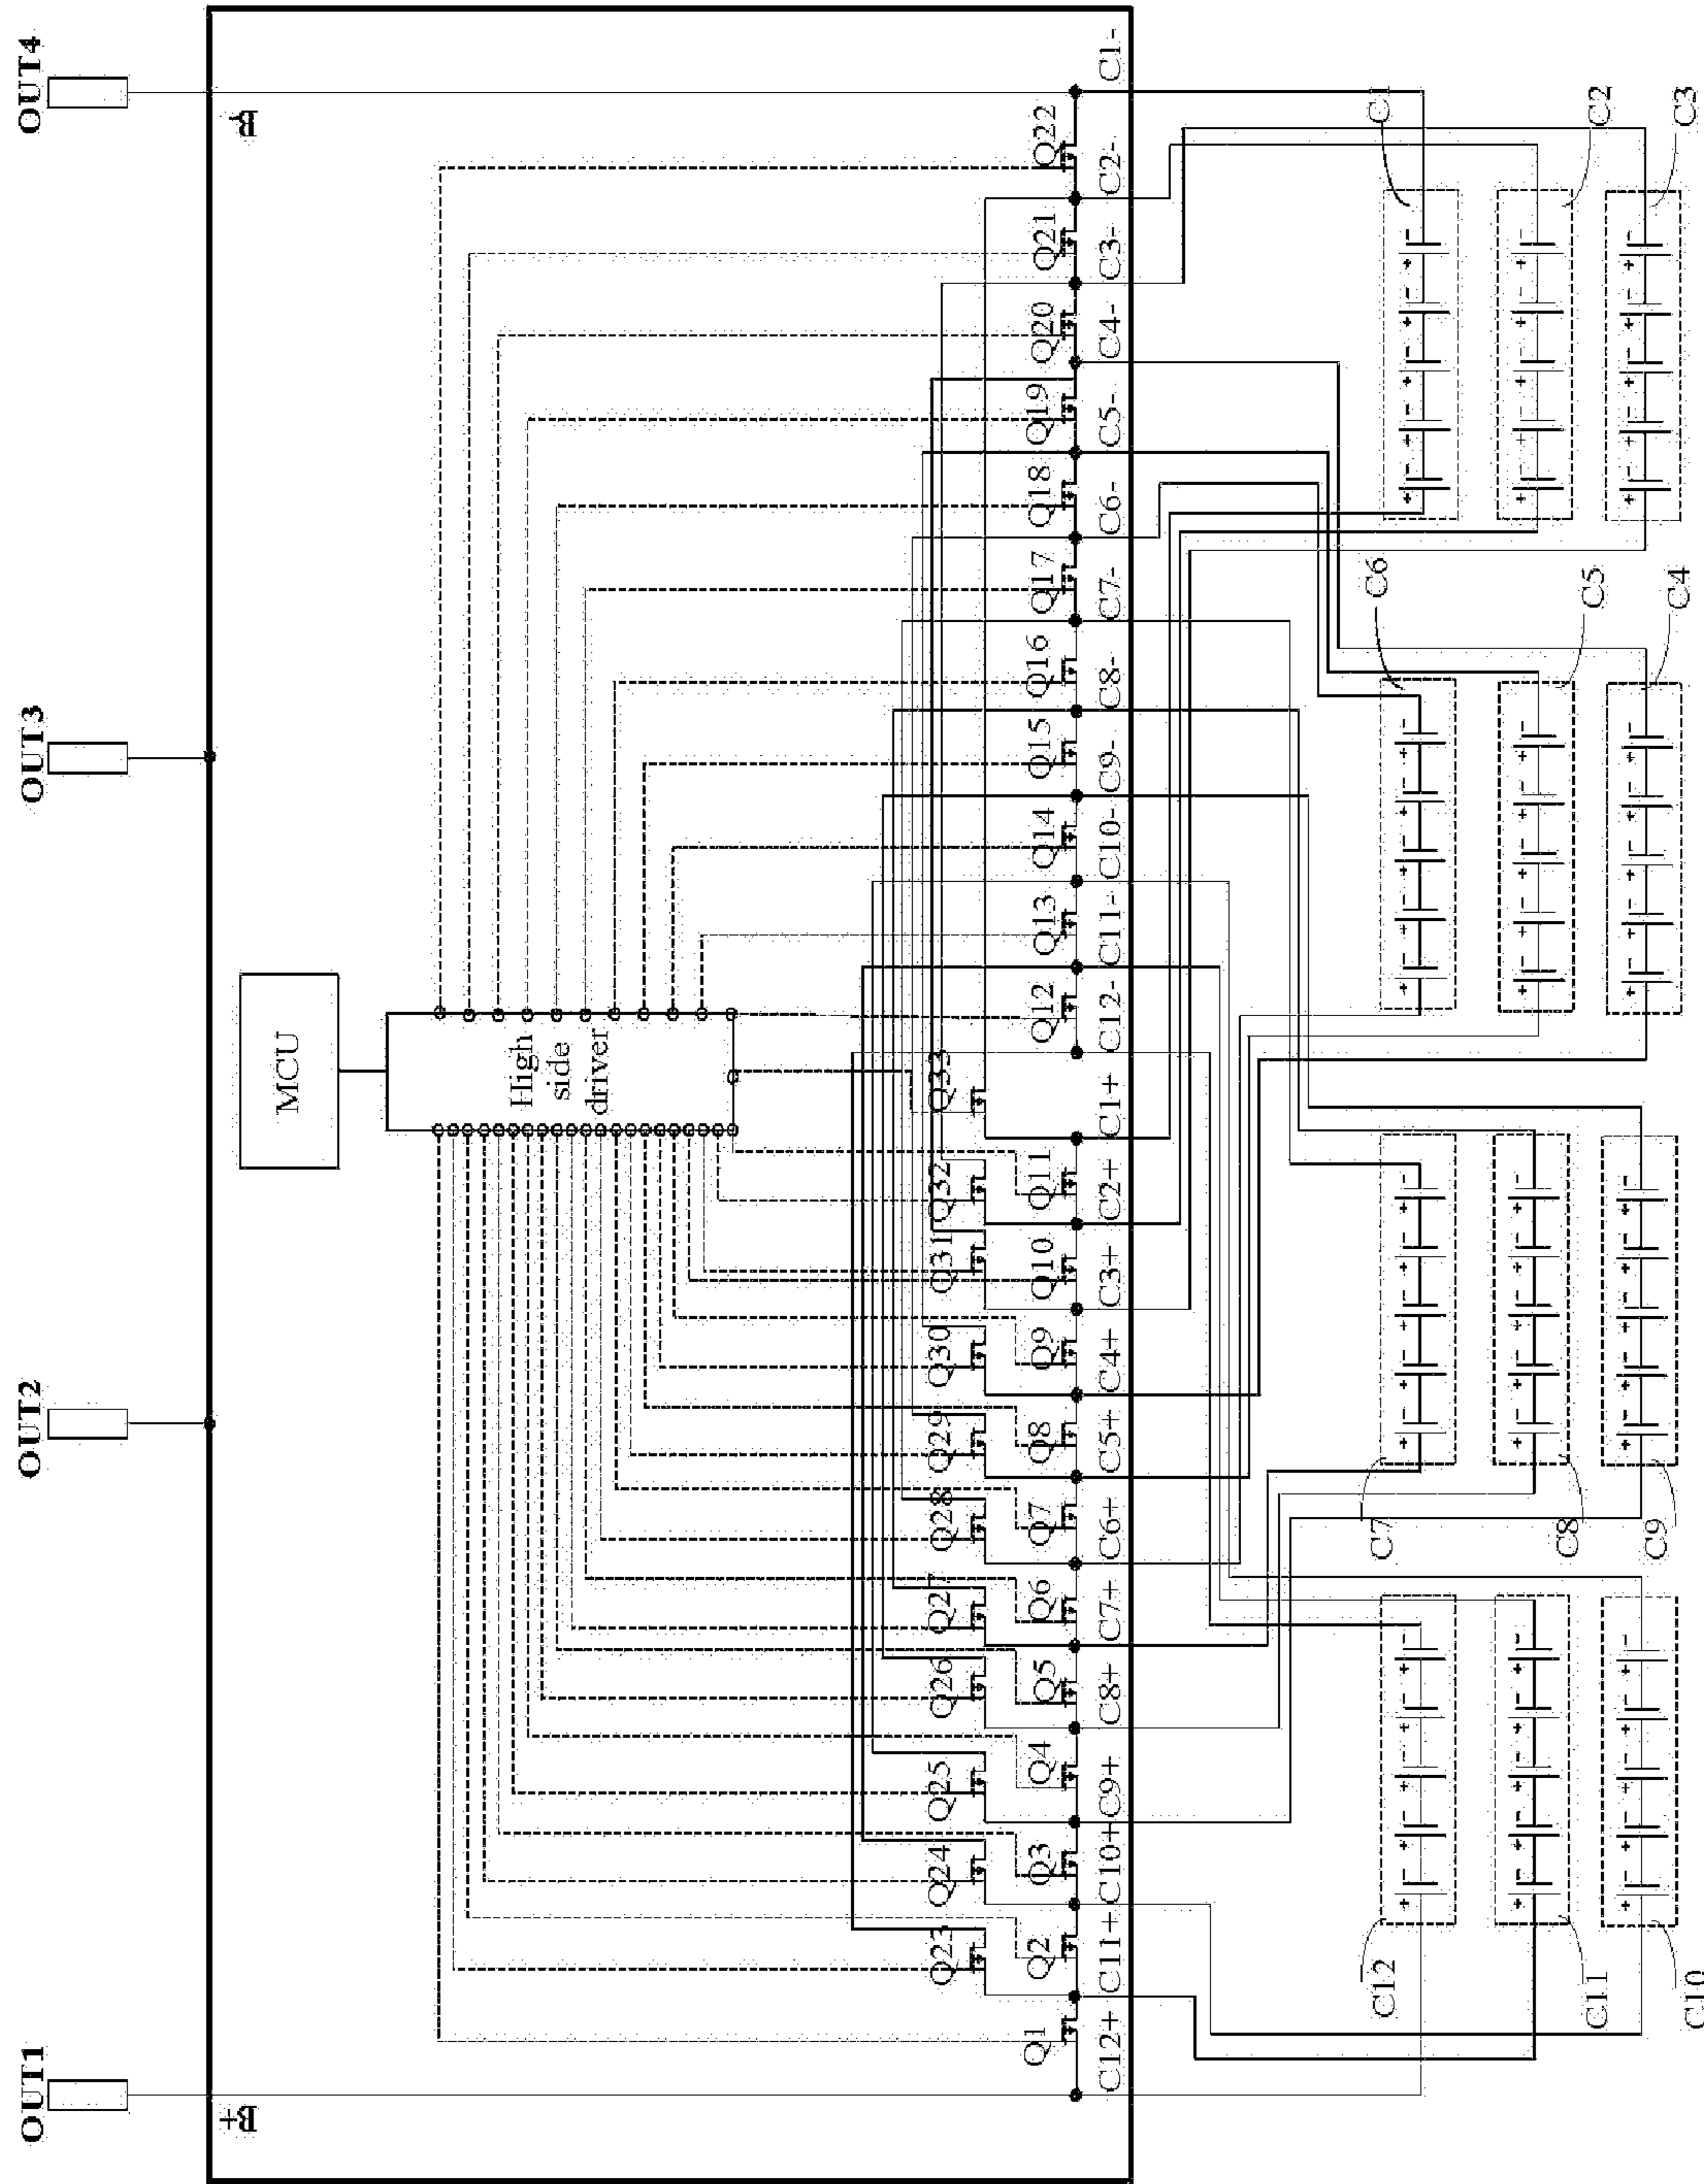 OUT1
OUT2
OUT3
OUT4
B+
B-
MCU
High
side
driver
Q23
Q24
Q25
Q26
Q27
Q28
Q29
Q30
Q31
Q32
Q33
Q1
Q2
Q3
Q4
Q5
Q6
Q7
Q8
Q9
Q10
Q11
Q12
Q13
Q14
Q15
Q16
Q17
Q18
Q19
Q20
Q21
Q22
C12+
C11+
C10+
C9+
C8+
C7+
C6+
C5+
C4+
C3+
C2+
C1+
C12-
C11-
C10-
C9-
C8-
C7-
C6-
C5-
C4-
C3-
C2-
C1-
C12
C7
C6
C1
C11
C8
C5
C2
C10
C9
C4
C3